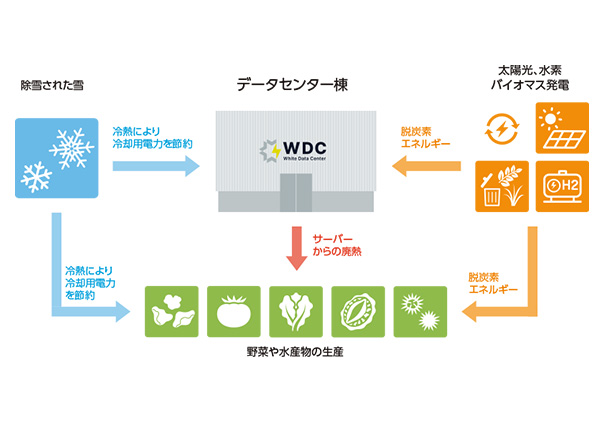 除雪された雪
データセンター棟
太陽光、水素
バイオマス発電
冷熱により
冷却用電力を節約
WDC
White Data Center
脱炭素
エネルギー
H2
サーバー
からの廃熱
冷熱により
冷却用電力
を節約
脱炭素
エネルギー
野菜や水産物の生産